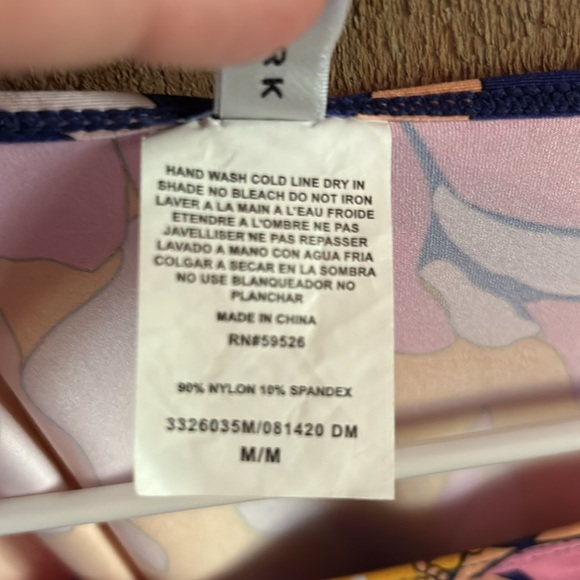 RK
HAND WASH COLD LINE DRY IN
SHADE NO BLEACH DO NOT IRON
LAVER A LA MAIN A L'EAU FROIDE
ETENDRE A L'OMBRE NE PAS
JAVELLISER NE PAS REPASSER
LAVADO A MANO CON AGUA FRIA
COLGAR A SECAR EN LA SOMBRA
NO USE BLANQUEADOR NO
PLANCHAR
MADE IN CHINA
RN#59526
90% NYLON 10% SPANDEX
3326035M/081420 DM
M/M